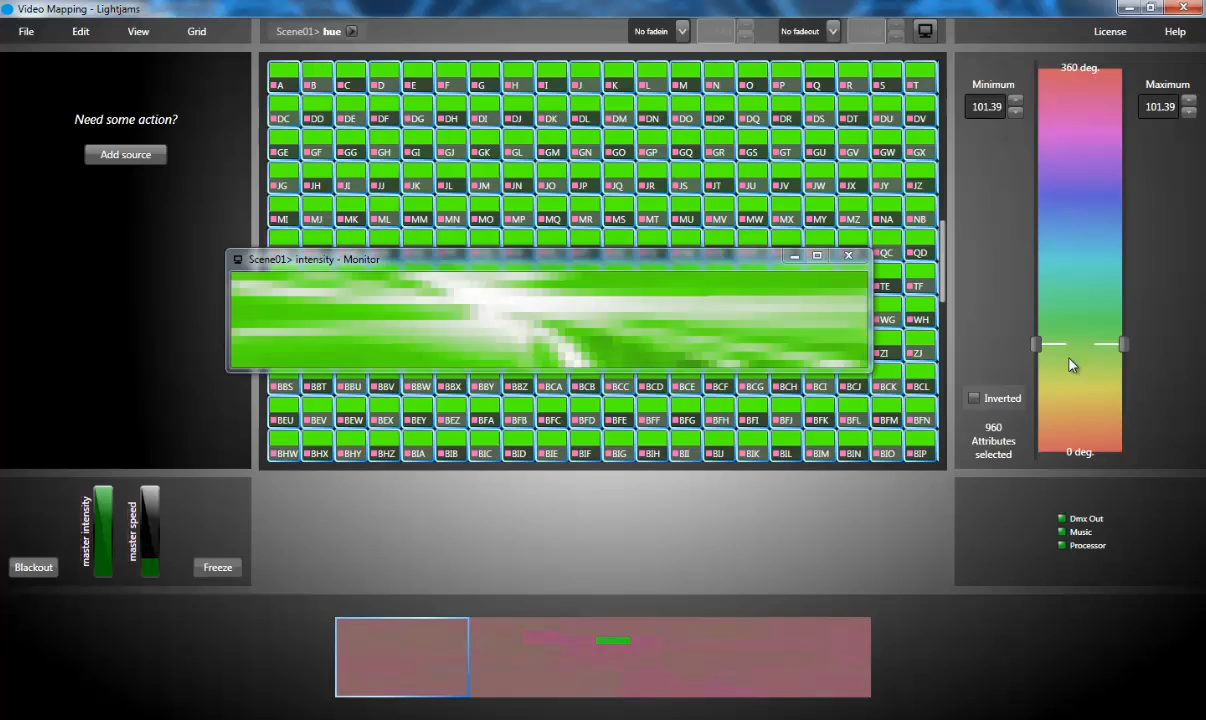 Video Mapping - Lightjams
File Edit View Grid
Scene01> hue
No fadein No fadeout
License Help
Need some action?
Add source
A B C D E F G H I J K L M N O P Q R S T
DC DD DE DF DG DH DI DJ DK DL DM DN DO DP DQ DR DS DT DU DV
GE GF GG GH GI GJ GK GL GM GN GO GP GQ GR GS GT GU GV GW GX
JG JH JI JJ JK JL JM JN JO JP JQ JR JS JT JU JV JW JX JY JZ
MI MJ MK ML MM MN MO MP MQ MR MS MT MU MV MW MX MY MZ NA NB
QC QD
Scene01> intensity - Monitor
TE TF
WG WH
ZI ZJ
BBS BBT BBU BBV BBW BBX BBY BBZ BCA BCB BCC BCD BCE BCF BCG BCH BCI BCJ BCK BCL
BEU BEV BEW BEX BEY BEZ BFA BFB BFC BFD BFE BFF BFG BFH BFI BFJ BFK BFL BFM BFN
BHW BHX BHY BHZ BIA BIB BIC BID BIE BIF BIG BIH BII BIJ BIK BIL BIM BIN BIO BIP
360 deg.
Minimum
101.39
Maximum
101.39
Inverted
960
Attributes
selected
0 deg.
master intensity
master speed
Blackout
Freeze
Dmx Out
Music
Processor